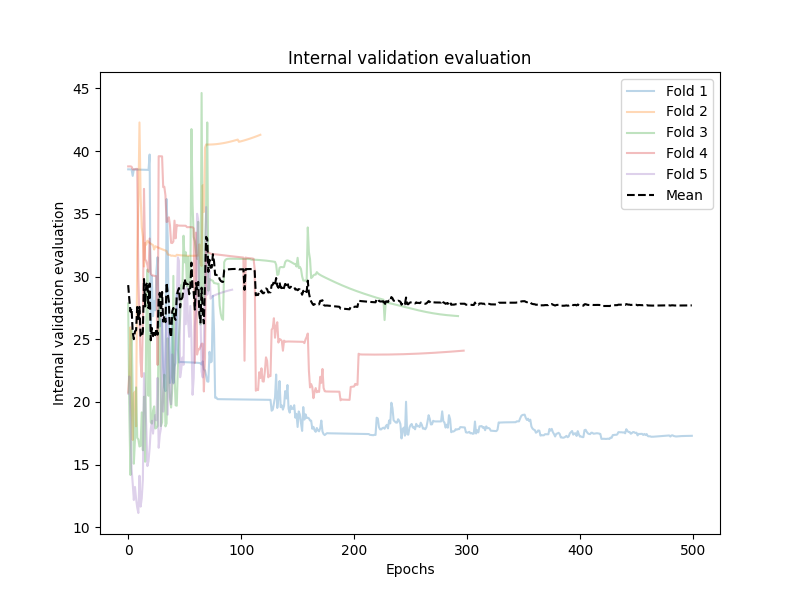 Internal validation evaluation
Fold 1
Fold 2
Fold 3
Fold 4
Fold 5
Mean
Internal validation evaluation
45
40
35
30
25
20
15
10
0 100 200 300 400 500
Epochs